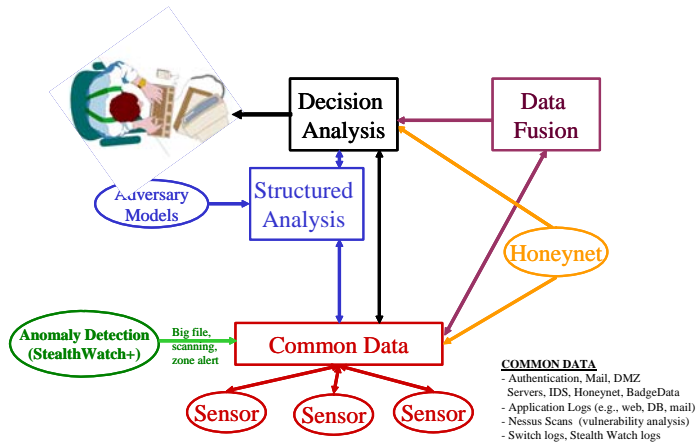 Decision
Analysis
Data
Fusion
Adversary
Models
Structured
Analysis
Honeynet
Anomaly Detection
(StealthWatch+)
Big file,
scanning,
zone alert
Common Data
Sensor
Sensor
Sensor
COMMON DATA
- Authentication, Mail, DMZ
Servers, IDS, Honeynet, BadgeData
- Application Logs (e.g., web, DB, mail)
- Nessus Scans (vulnerability analysis)
- Switch logs, Stealth Watch logs